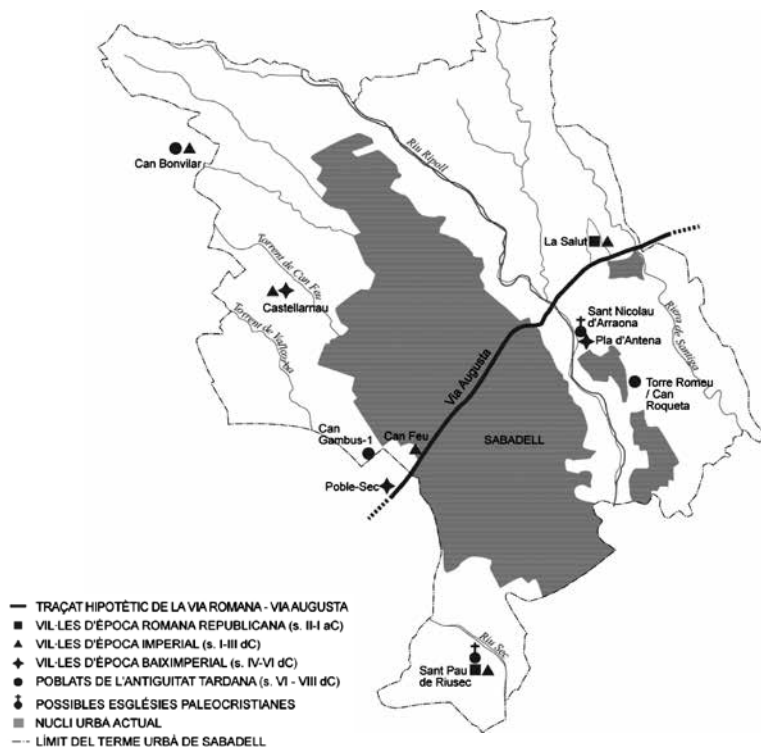 Riu Ripoll
Can Bonvilar
La Salut
Torrent de Can Feu
Castellarnau
Sant Nicolau
d'Arraona
Pla d'Antena
Riera de Santiga
Torrent de Vallcorba
Via Augusta
Torre Romeu
/ Can
Roqueta
Can
Gambus-1
Can Feu
SABADELL
Poble-Sec
Riu Sec
Sant Pau
de Riusec
TRAÇAT HIPOTÈTIC DE LA VIA ROMANA - VIA AUGUSTA
VIL·LES D'ÈPOCA ROMANA REPUBLICANA (s. II-I aC)
VIL·LES D'ÈPOCA IMPERIAL (s. I-III dC)
VIL·LES D'ÈPOCA BAIXIMPERIAL (s. IV-VI dC)
POBLATS DE L'ANTIGUITAT TARDANA (s. VI - VIII dC)
POSSIBLES ESGLÉSIES PALEOCRISTIANES
NUCLI URBÀ ACTUAL
LÍMIT DEL TERME URBÀ DE SABADELL